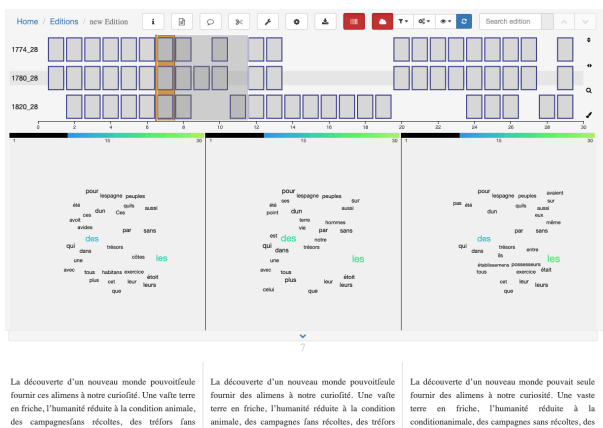 Home / Editions / new Edition
Search edition
1774_28
1780_28
1820_28
0 2 4 6 8 10 12 14 16 18 20 22 24 26 28 30
1 15 30 1 15 30 1 15 30
pour
lespagne peuples
été quils aussi
ces dun Ces
avoit
avides
par sans
des
qui trésors
dans
côtes les
une
avec tous habitans exercice étoit
plus cet leur leurs
que
pour
lespagne peuples
ses sur
été
point dun aussi
terre hommes
vie
par sans
est des notre
qui trésors
dans
une les
avec tous étoit
plus leur leurs
celui que
pour avaient
lespagne peuples
pas été sur
dun aussi
eux
même
par sans
des
qui trésors entre
dans ils
les
établissemens possesseurs
tous exercice était
cet leur leurs
que
7
La découverte d’un nouveau monde pouvoitſeule
fournir ces alimens à notre curioſité. Une vaſte terre
en friche, l’humanité réduite à la condition animale,
des campagnesſans récoltes, des tréſors ſans
La découverte d’un nouveau monde pouvoitſeule
fournir des alimens à notre curioſité. Une vaſte
terre en friche, l’humanité réduite à la condition
animale, des campagnes ſans récoltes, des tréſors
La découverte d’un nouveau monde pouvait seule
fournir des alimens à notre curiosité. Une vaste
terre en friche, l’humanité réduite à la
conditionanimale, des campagnes sans récoltes, des